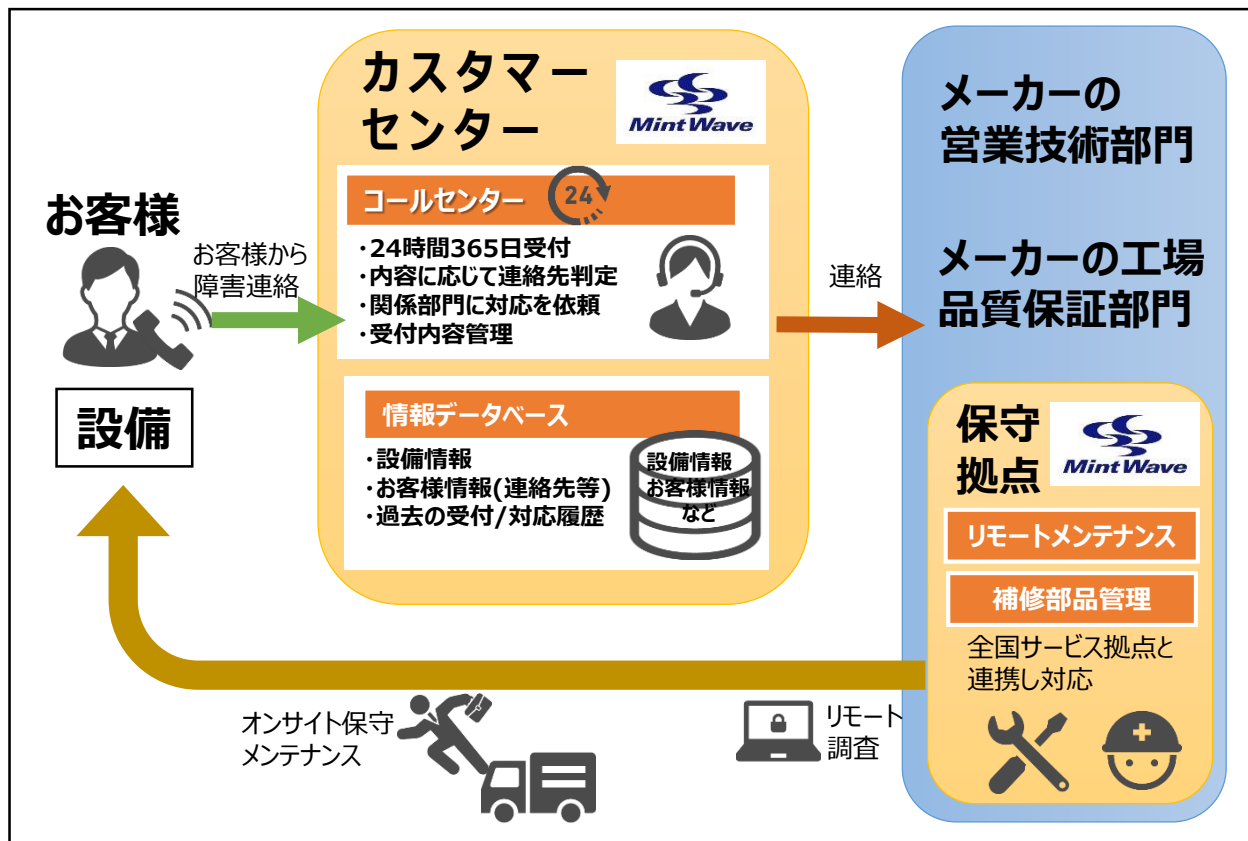 お客様
お客様から
障害連絡
設備
カスタマー
センター
MintWave
コールセンター
24
・24時間365日受付
・内容に応じて連絡先判定
・関係部門に対応を依頼
・受付内容管理
情報データベース
・設備情報
・お客様情報(連絡先等)
・過去の受付/対応履歴
設備情報
お客様情報
など
連絡
メーカーの
営業技術部門
メーカーの工場
品質保証部門
保守
拠点
MintWave
リモートメンテナンス
補修部品管理
全国サービス拠点と
連携し対応
オンサイト保守
メンテナンス
リモート
調査